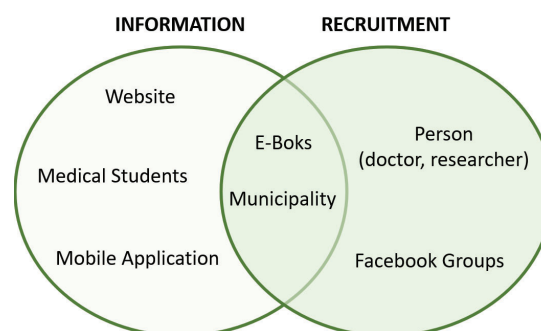 INFORMATION
RECRUITMENT
Website
Medical Students
Mobile Application
E-Boks
Municipality
Person
(doctor, researcher)
Facebook Groups